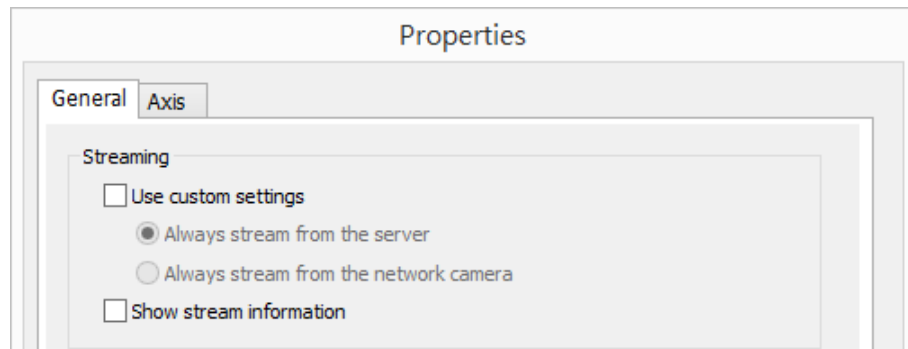 Properties
General Axis
Streaming
Use custom settings
Always stream from the server
Always stream from the network camera
Show stream information